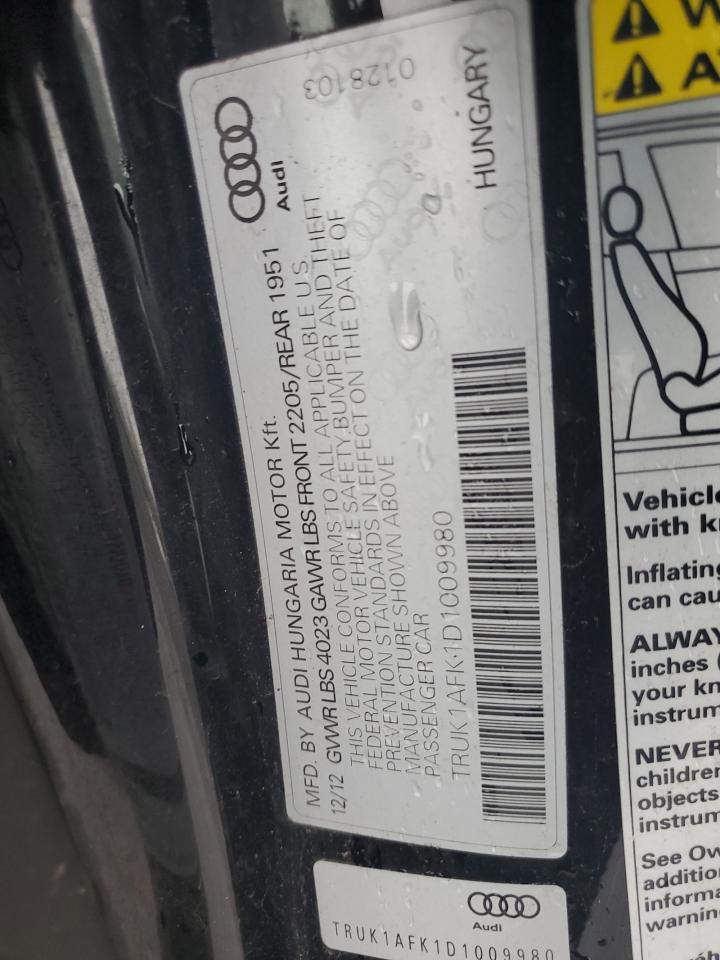 0128103
Audi
HUNGARY
MFD. BY AUDI HUNGARIA MOTOR Kft.
12/12 GVWR LBS 4023 GAWR LBS FRONT 2205/REAR 1951
THIS VEHICLE CONFORMS TO ALL APPLICABLE U.S.
FEDERAL MOTOR VEHICLE SAFETY, BUMPER AND THEFT
PREVENTION STANDARDS IN EFFECT ON THE DATE OF
MANUFACTURE SHOWN ABOVE
PASSENGER CAR
TRUK1AFK1D1009980
Audi
TRUK1AFK1D1009980
Vehicle
with k
Inflating
can cau
ALWAY
inches (
your kn
instrum
NEVER
children
objects
instrum
See Ow
addition
informa
warning